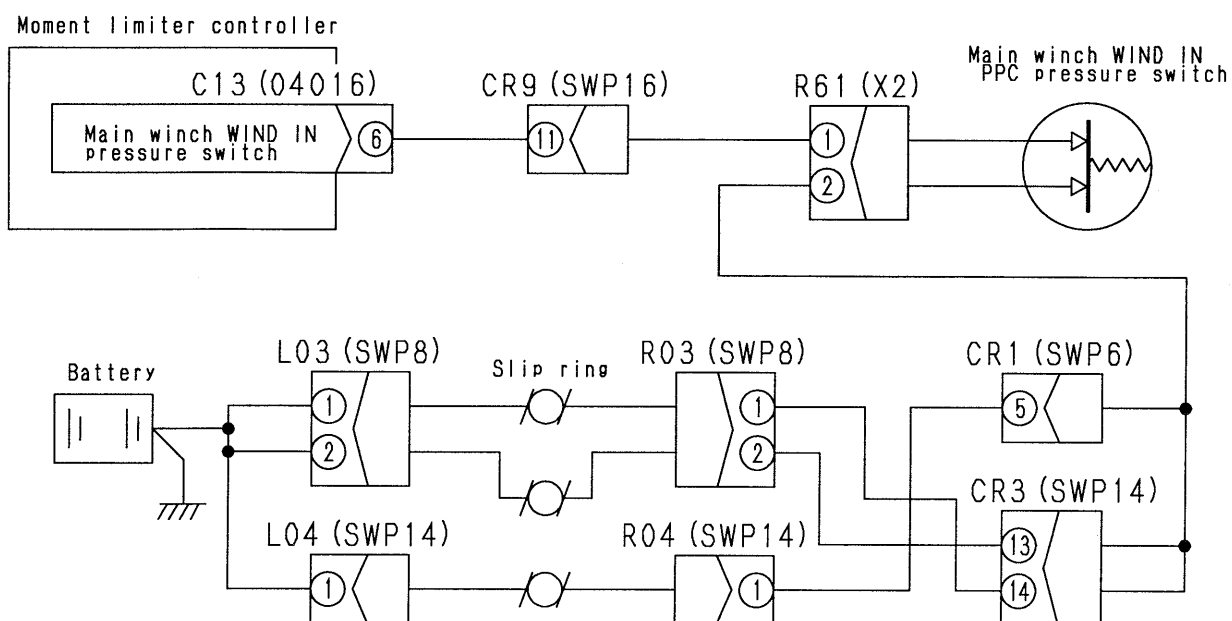 Moment limiter controller
Main winch WIND IN
PPC pressure switch
C13 (04016)
CR9 (SWP16)
R61 (X2)
Main winch WIND IN
pressure switch
6
11
1
2
L03 (SWP8)
R03 (SWP8)
CR1 (SWP6)
Battery
Slip ring
1
2
1
2
5
CR3 (SWP14)
L04 (SWP14)
R04 (SWP14)
13
14
1
1